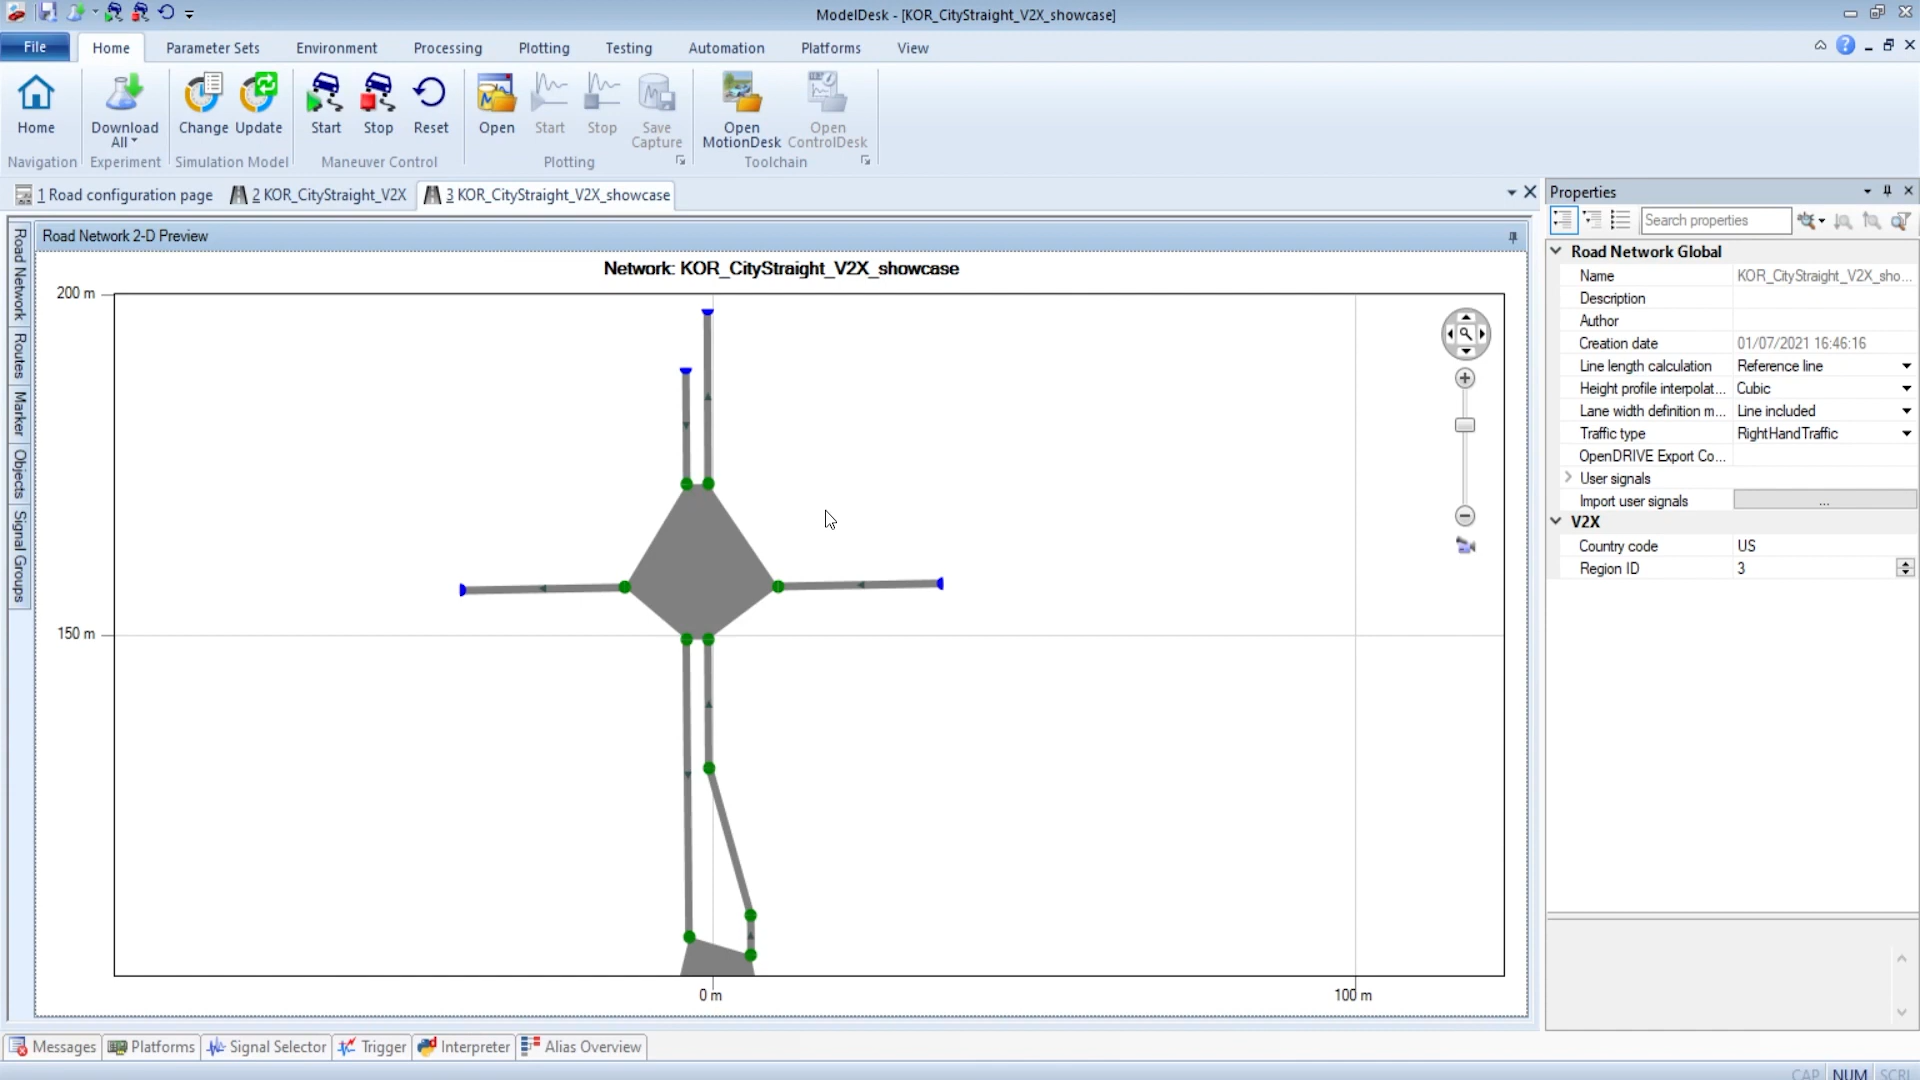 ModelDesk - [KOR_CityStraight_V2X_showcase]
File
Home
Parameter Sets
Environment
Processing
Plotting
Testing
Automation
Platforms
View
Home
Download All
Change
Update
Start
Stop
Reset
Open
Start
Stop
Save Capture
Open MotionDesk
Open ControlDesk
Navigation
Experiment
Simulation Model
Maneuver Control
Plotting
Toolchain
1 Road configuration page
2 KOR_CityStraight_V2X
3 KOR_CityStraight_V2X_showcase
Road Network 2-D Preview
Road Network
Routes
Marker
Objects
Signal Groups
Network: KOR_CityStraight_V2X_showcase
200 m
150 m
0 m
100 m
Properties
Search properties
Road Network Global
Name KOR_CityStraight_V2X_sho...
Description
Author
Creation date 01/07/2021 16:46:16
Line length calculation Reference line
Height profile interpolat... Cubic
Lane width definition m... Line included
Traffic type RightHandTraffic
OpenDRIVE Export Co...
User signals
Import user signals ...
V2X
Country code US
Region ID 3
Messages
Platforms
Signal Selector
Trigger
Interpreter
Alias Overview
CAP NUM SCRL